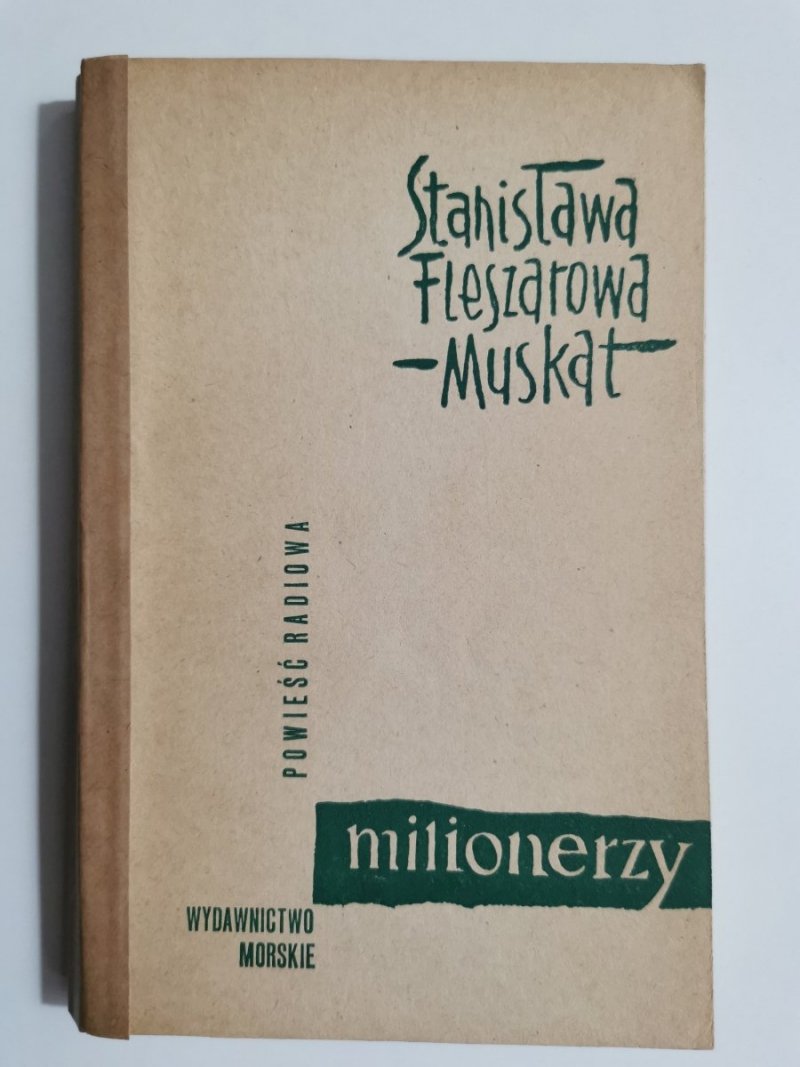 Stanisława
Fleszarowa
-Muskat
POWIEŚĆ RADIOWA
milionerzy
WYDAWNICTWO
MORSKIE